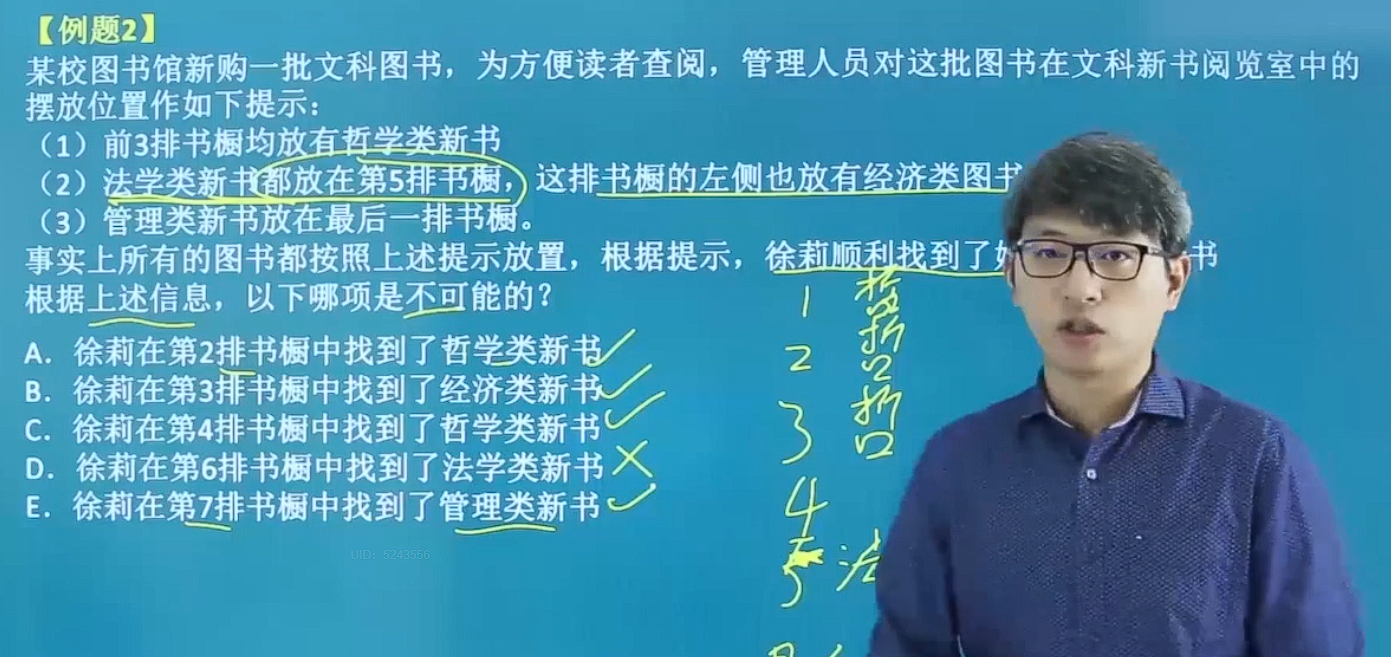 【例题2】
某校图书馆新购一批文科图书，为方便读者查阅，管理人员对这批图书在文科新书阅览室中的
摆放位置作如下提示：
（1）前3排书橱均放有哲学类新书
（2）法学类新书都放在第5排书橱，这排书橱的左侧也放有经济类图书
（3）管理类新书放在最后一排书橱。
事实上所有的图书都按照上述提示放置，根据提示，徐莉顺利找到了 书
根据上述信息，以下哪项是不可能的？
A. 徐莉在第2排书橱中找到了哲学类新书
B. 徐莉在第3排书橱中找到了经济类新书
C. 徐莉在第4排书橱中找到了哲学类新书
D. 徐莉在第6排书橱中找到了法学类新书
E. 徐莉在第7排书橱中找到了管理类新书
UID: 5243556
1 哲
2 哲
3 哲
4
5 法